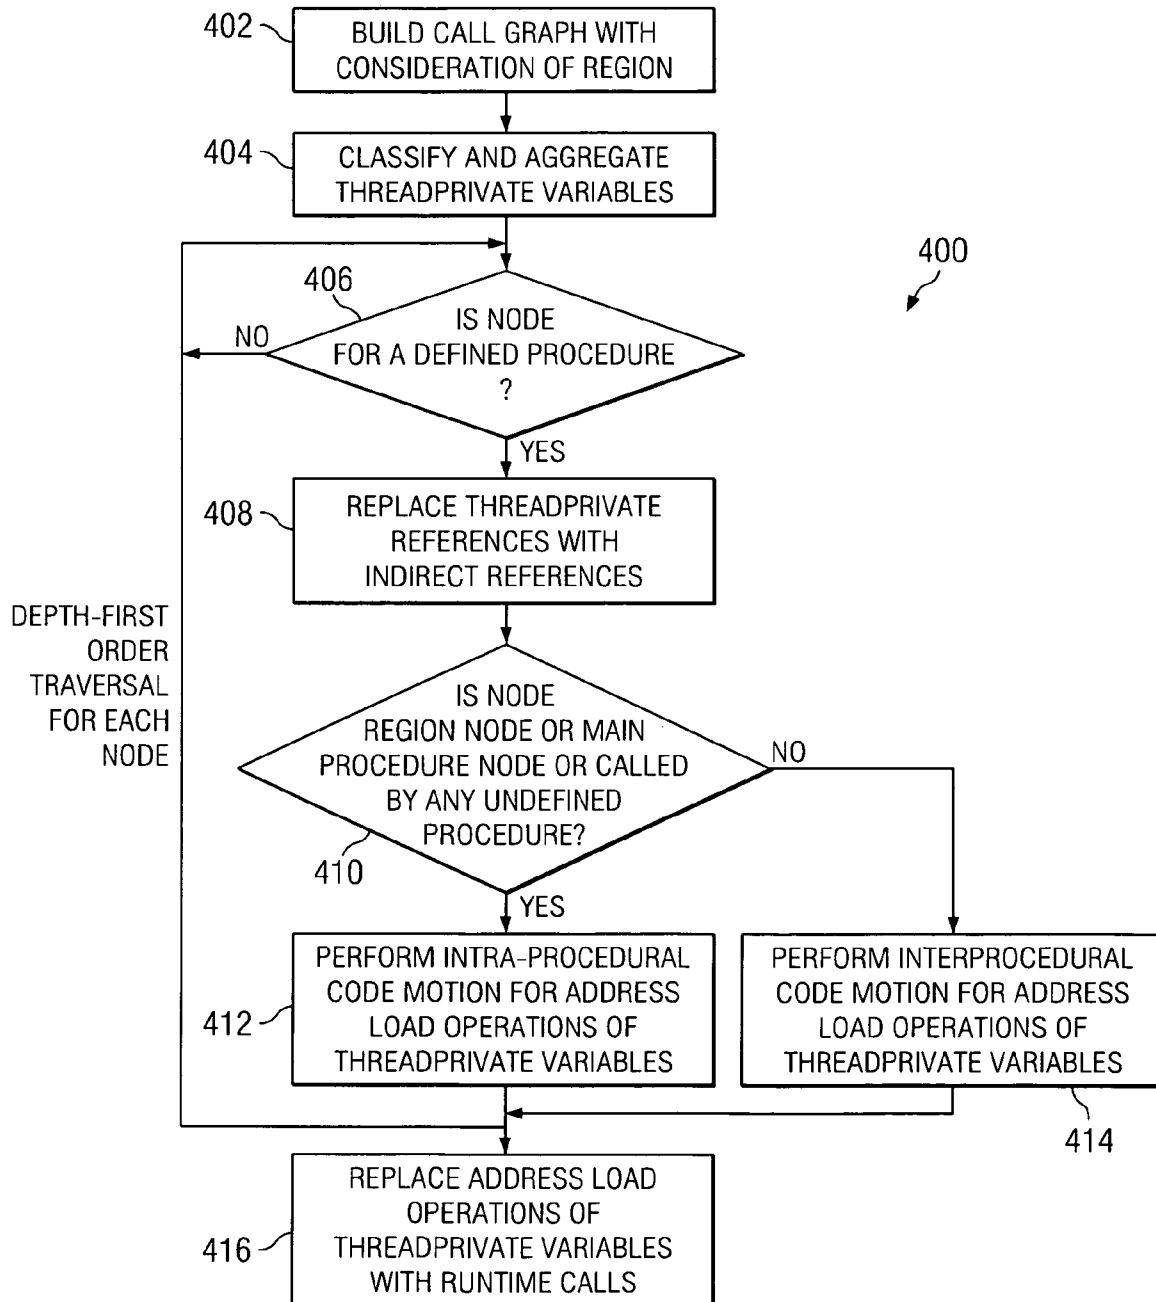 402
BUILD CALL GRAPH WITH
CONSIDERATION OF REGION
404
CLASSIFY AND AGGREGATE
THREADPRIVATE VARIABLES
400
406
IS NODE
FOR A DEFINED PROCEDURE
?
NO
YES
408
REPLACE THREADPRIVATE
REFERENCES WITH
INDIRECT REFERENCES
DEPTH-FIRST
ORDER
TRAVERSAL
FOR EACH
NODE
IS NODE
REGION NODE OR MAIN
PROCEDURE NODE OR CALLED
BY ANY UNDEFINED
PROCEDURE?
NO
410
YES
412
PERFORM INTRA-PROCEDURAL
CODE MOTION FOR ADDRESS
LOAD OPERATIONS OF
THREADPRIVATE VARIABLES
PERFORM INTERPROCEDURAL
CODE MOTION FOR ADDRESS
LOAD OPERATIONS OF
THREADPRIVATE VARIABLES
414
416
REPLACE ADDRESS LOAD
OPERATIONS OF
THREADPRIVATE VARIABLES
WITH RUNTIME CALLS